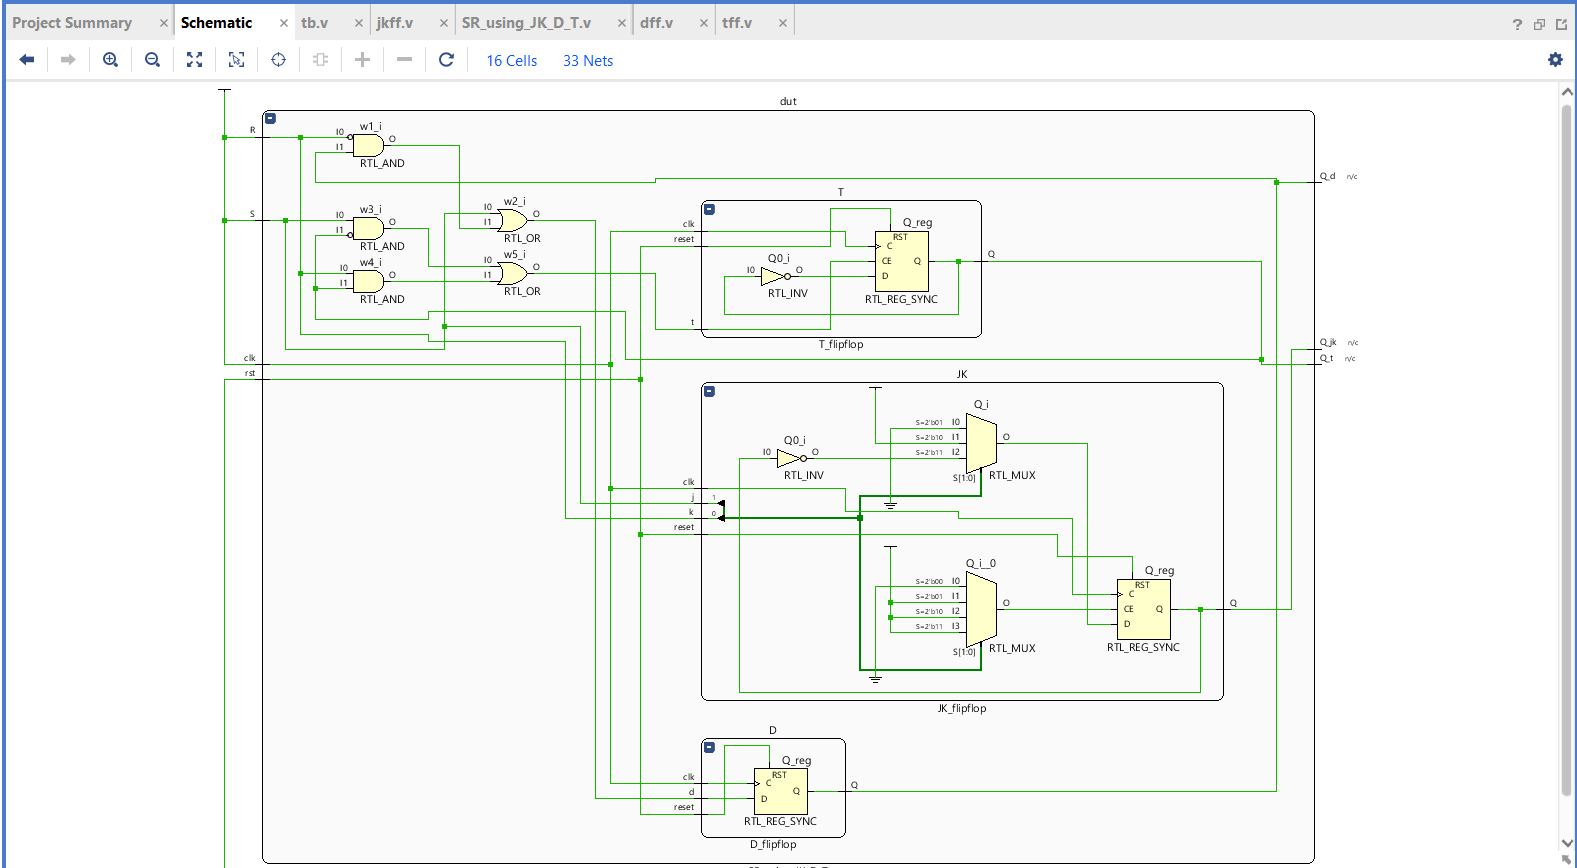 Project Summary × Schematic × tb.v × jkff.v × SR_using_JK_D_T.v × dff.v × tff.v ×
16 Cells 33 Nets
dut
R
I0 w1_i O
I1
RTL_AND
Q_d n/c
S
I0 w3_i O
I1
RTL_AND
I0 w2_i O
I1
RTL_OR
I0 w4_i O
I1
RTL_AND
I0 w5_i O
I1
RTL_OR
T
clk
reset
Q0_i
I0 O
RTL_INV
Q_reg
RST
C
CE Q
D
RTL_REG_SYNC
Q
t
T_flipflop
clk
rst
Q_jk n/c
Q_t n/c
JK
Q_i
S=2'b01 I0
S=2'b10 I1 O
S=2'b11 I2
S[1:0] RTL_MUX
Q0_i
I0 O
RTL_INV
clk
j 1
k 0
reset
Q_i__0
S=2'b00 I0
S=2'b01 I1 O
S=2'b10 I2
S=2'b11 I3
S[1:0] RTL_MUX
Q_reg
RST
C
CE Q
D
RTL_REG_SYNC
Q
JK_flipflop
D
clk
d
reset
Q_reg
RST
C
Q
D
RTL_REG_SYNC
Q
D_flipflop